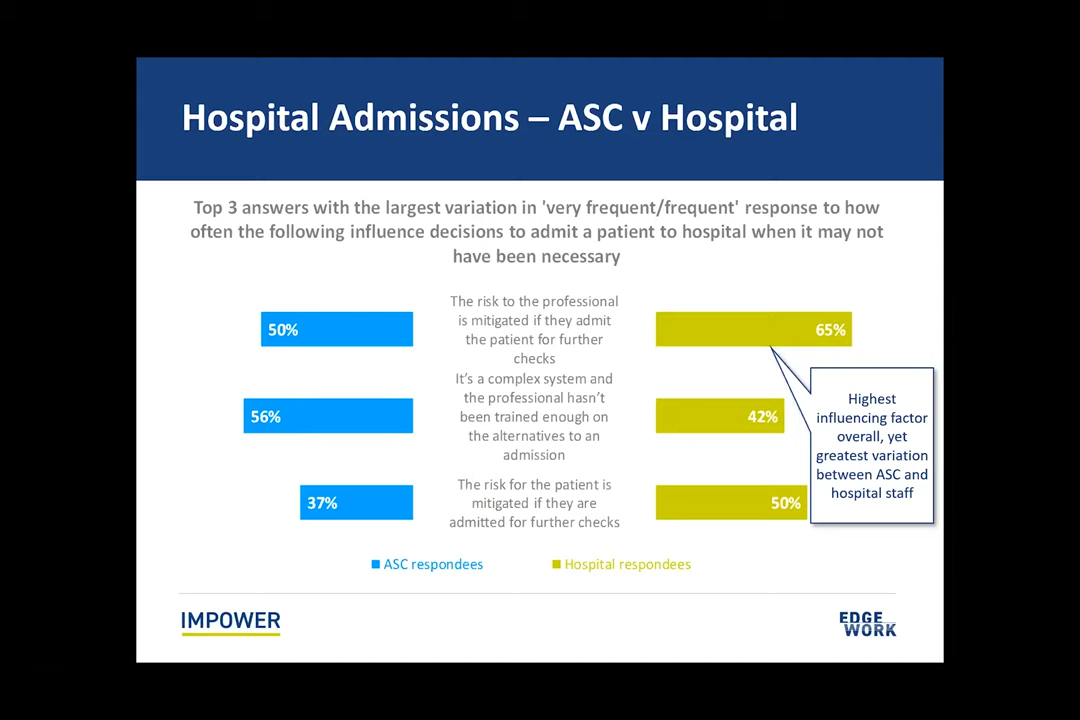 Hospital Admissions – ASC v Hospital
Top 3 answers with the largest variation in 'very frequent/frequent' response to how
often the following influence decisions to admit a patient to hospital when it may not
have been necessary
50%
The risk to the professional
is mitigated if they admit
the patient for further
checks
65%
56%
It's a complex system and
the professional hasn't
been trained enough on
the alternatives to an
admission
42%
37%
The risk for the patient is
mitigated if they are
admitted for further checks
50%
Highest
influencing factor
overall, yet
greatest variation
between ASC and
hospital staff
ASC respondees
Hospital respondees
IMPOWER
EDGE
WORK